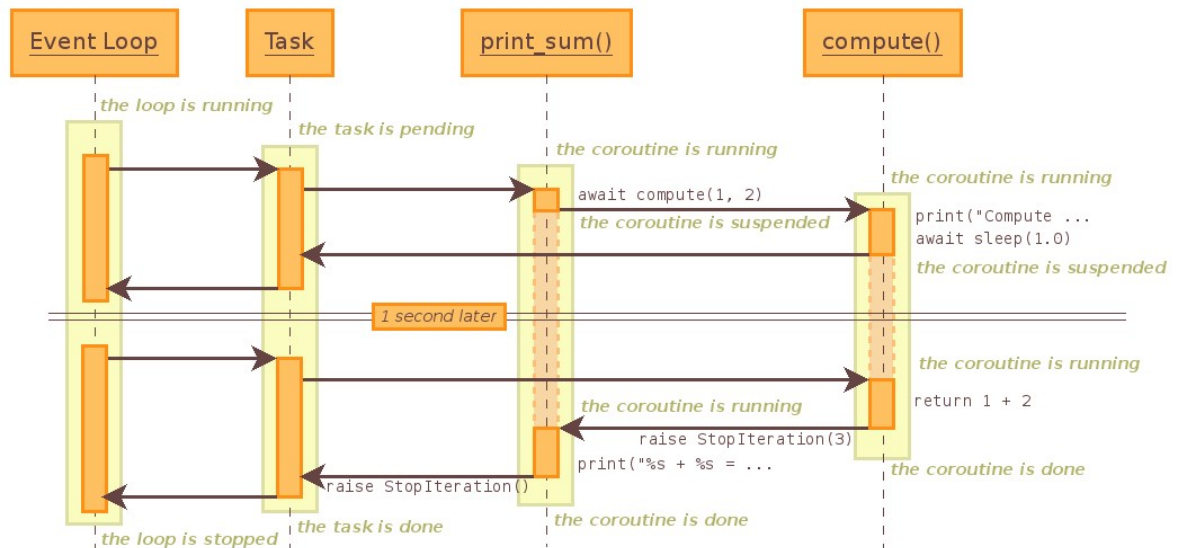 Event Loop
Task
print_sum()
compute()
the loop is running
the task is pending
the coroutine is running
the coroutine is running
await compute(1, 2)
print("Compute ...
the coroutine is suspended
await sleep(1.0)
the coroutine is suspended
1 second later
the coroutine is running
return 1 + 2
the coroutine is running
raise StopIteration(3)
print("%s + %s = ...
the coroutine is done
raise StopIteration()
the coroutine is done
the task is done
the loop is stopped